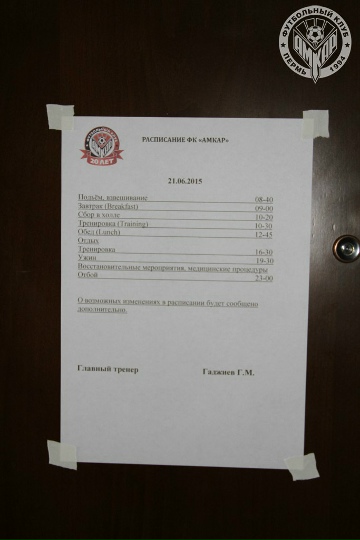 ФУТБОЛЬНЫЙ КЛУБ
АМКАР
ПЕРМЬ 1994
20 ЛЕТ
РАСПИСАНИЕ ФК «АМКАР»
21.06.2015
Подъём, взвешивание 08-40
Завтрак (Breakfast) 09-00
Сбор в холле 10-20
Тренировка (Training) 10-30
Обед (Lunch) 12-45
Отдых
Тренировка 16-30
Ужин 19-30
Восстановительные мероприятия, медицинские процедуры
Отбой 23-00
О возможных изменениях в расписании будет сообщено
дополнительно.
Главный тренер Гаджиев Г.М.